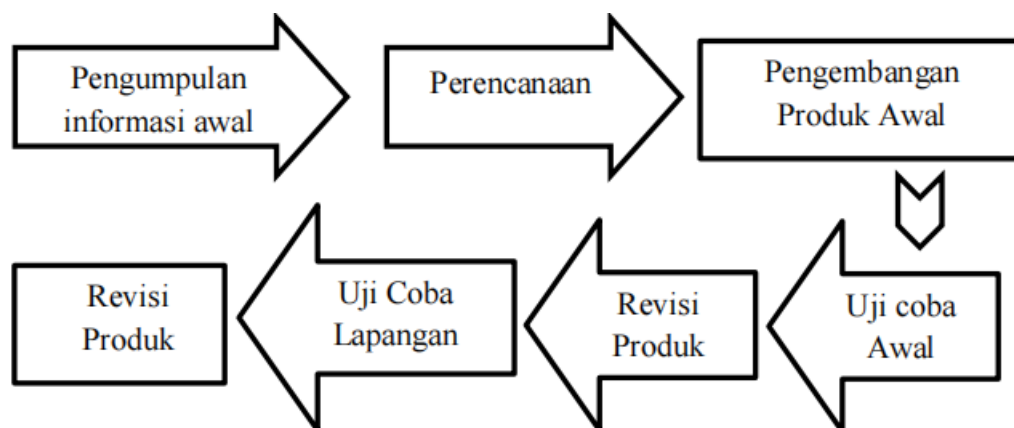 Pengumpulan
informasi awal
Perencanaan
Pengembangan
Produk Awal
Uji coba
Awal
Revisi
Produk
Uji Coba
Lapangan
Revisi
Produk